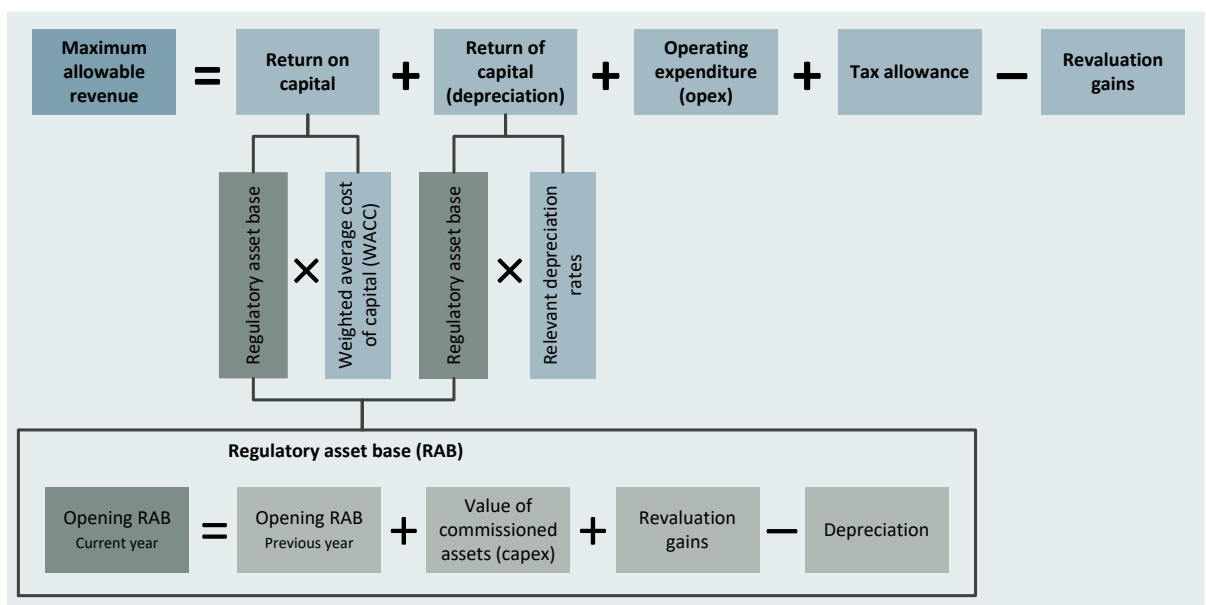 Maximum
allowable
revenue
=
Return on
capital
+
Return of
capital
(depreciation)
+
Operating
expenditure
(opex)
+
Tax allowance
−
Revaluation
gains
Regulatory asset base
×
Weighted average cost
of capital (WACC)
Regulatory asset base
×
Relevant depreciation
rates
Regulatory asset base (RAB)
Opening RAB
Current year
=
Opening RAB
Previous year
+
Value of
commissioned
assets (capex)
+
Revaluation
gains
−
Depreciation